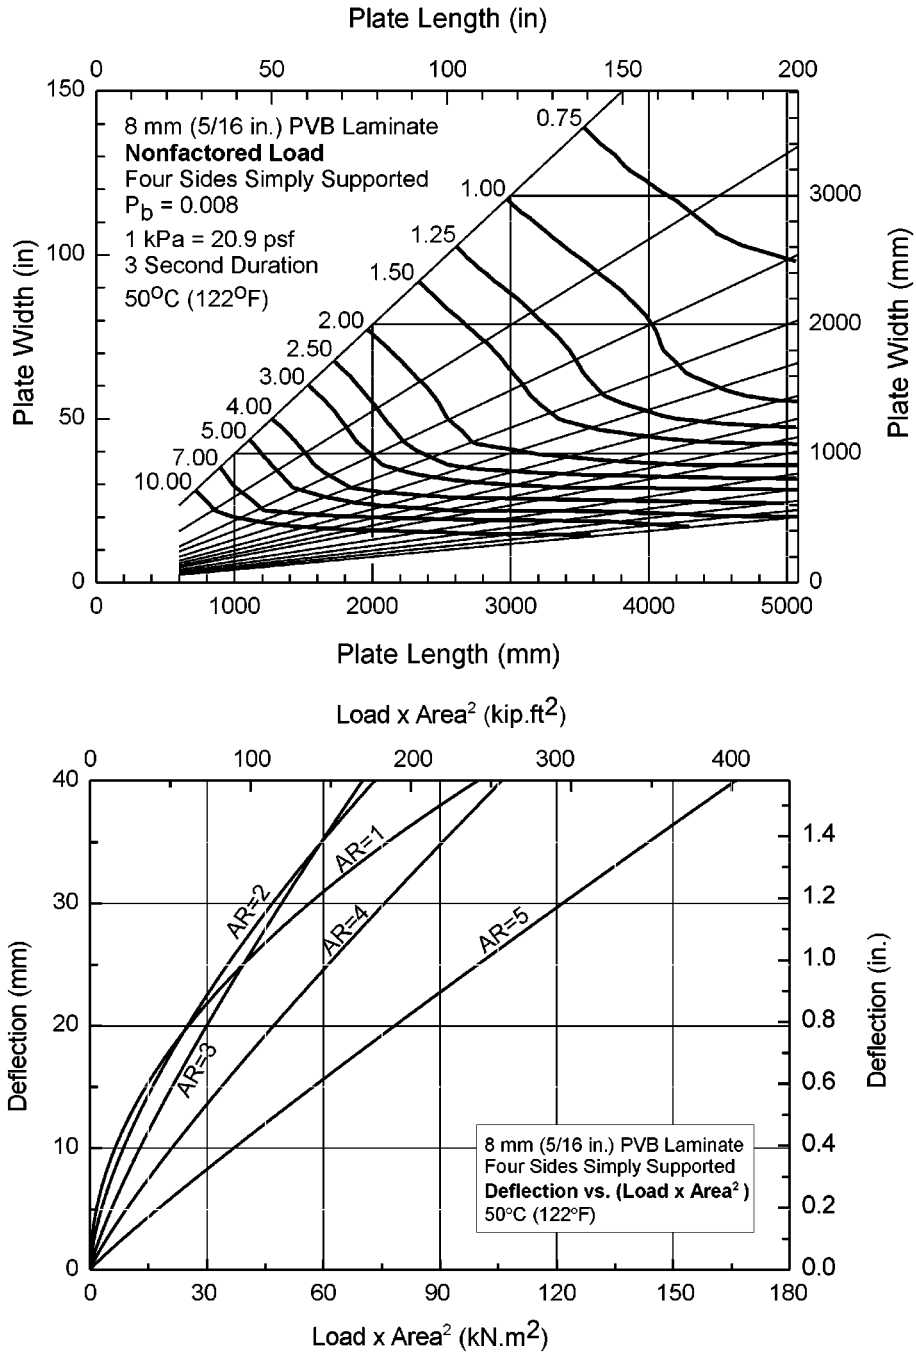 Plate Length (in)
0 50 100 150 200
150
100
50
0
Plate Width (in)
8 mm (5/16 in.) PVB Laminate
Nonfactored Load
Four Sides Simply Supported
Pb = 0.008
1 kPa = 20.9 psf
3 Second Duration
50°C (122°F)
0.75
1.00
1.25
1.50
2.00
2.50
3.00
4.00
5.00
7.00
10.00
3000
2000
1000
0
Plate Width (mm)
0 1000 2000 3000 4000 5000
Plate Length (mm)
Load x Area² (kip.ft²)
0 100 200 300 400
40
30
20
10
0
Deflection (mm)
AR=1
AR=2
AR=4
AR=5
AR=3
1.4
1.2
1.0
0.8
0.6
0.4
0.2
0.0
Deflection (in.)
8 mm (5/16 in.) PVB Laminate
Four Sides Simply Supported
Deflection vs. (Load x Area²)
50°C (122°F)
0 30 60 90 120 150 180
Load x Area² (kN.m²)